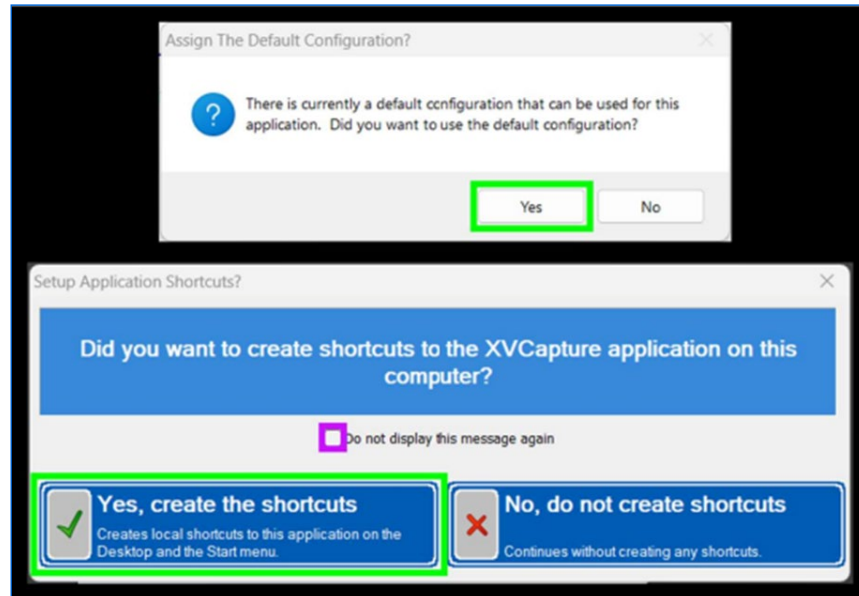 Assign The Default Configuration?
There is currently a default configuration that can be used for this
application. Did you want to use the default configuration?
Yes
No
Setup Application Shortcuts?
Did you want to create shortcuts to the XVCapture application on this
computer?
Do not display this message again
Yes, create the shortcuts
Creates local shortcuts to this application on the
Desktop and the Start menu.
No, do not create shortcuts
Continues without creating any shortcuts.